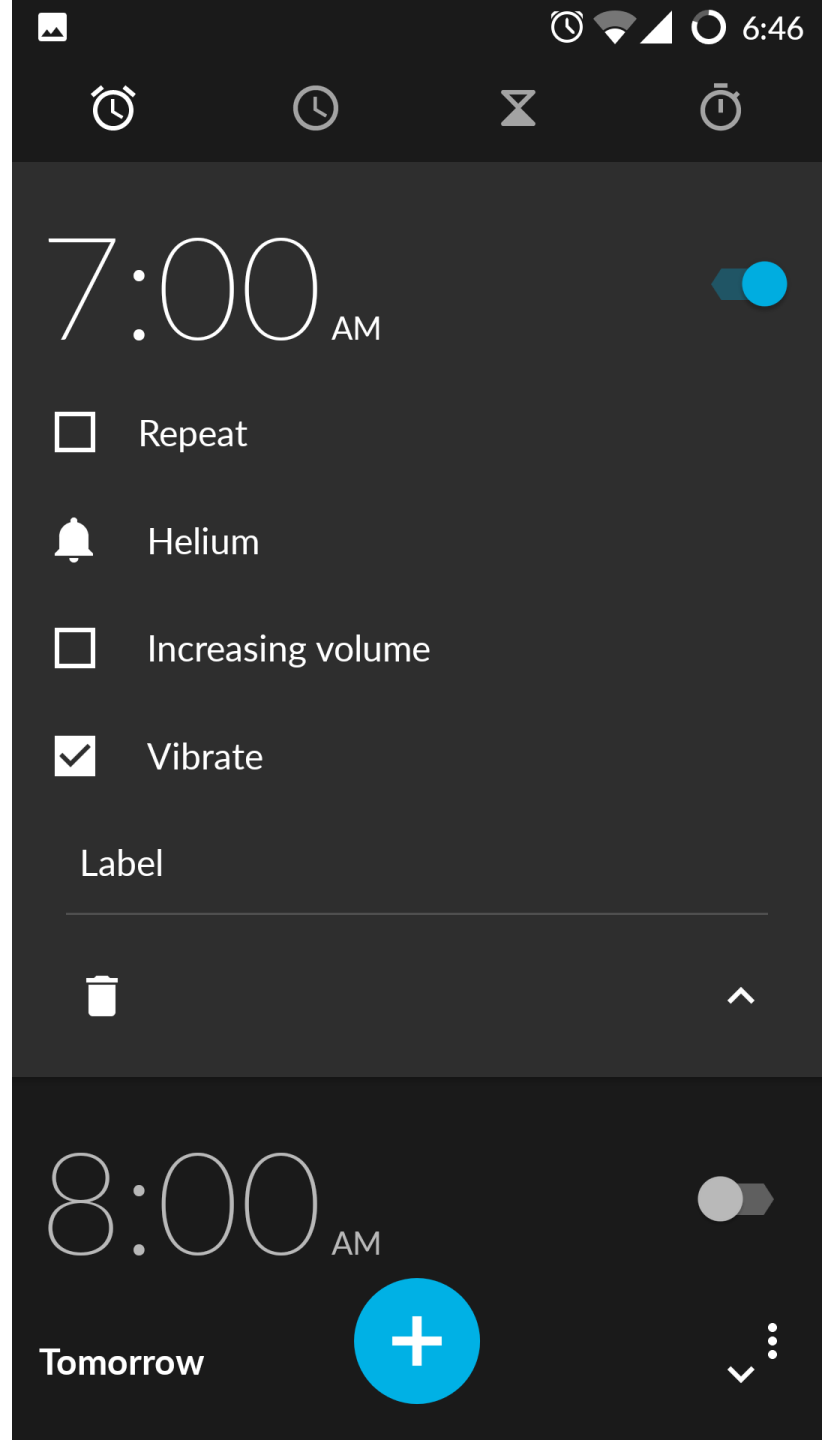 6:46
7:00 AM
Repeat
Helium
Increasing volume
Vibrate
Label
8:00 AM
Tomorrow